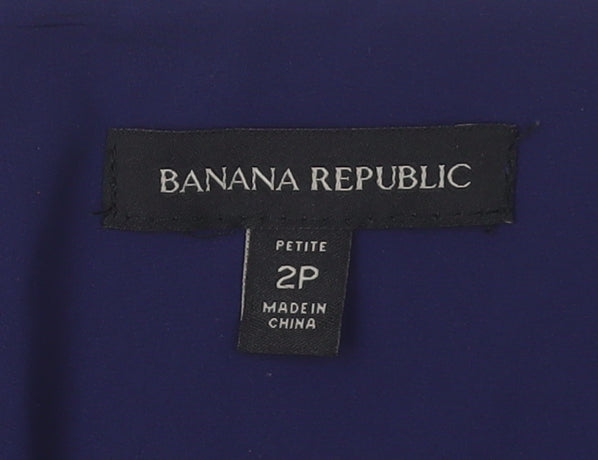 BANANA REPUBLIC
PETITE
2P
MADE IN
CHINA